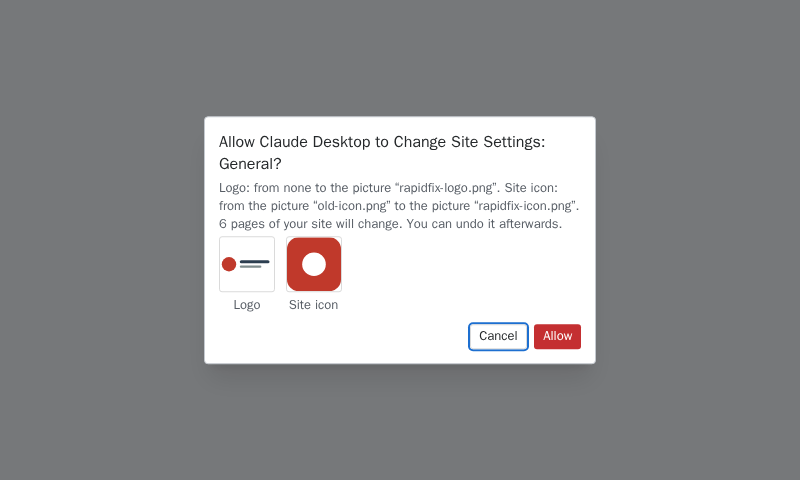 Allow Claude Desktop to Change Site Settings:
General?
Logo: from none to the picture “rapidfix-logo.png”. Site icon:
from the picture “old-icon.png” to the picture “rapidfix-icon.png”.
6 pages of your site will change. You can undo it afterwards.
Logo
Site icon
Cancel
Allow